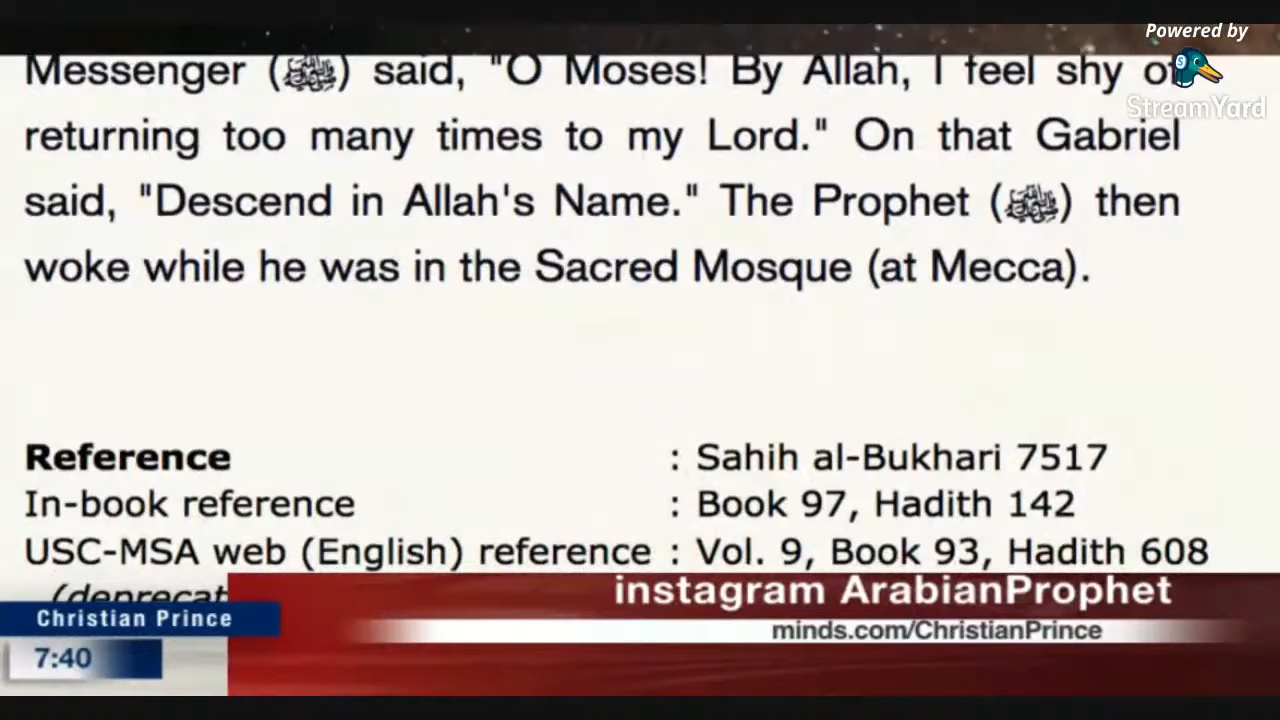 Powered by
StreamYard
Messenger (ﷺ) said, "O Moses! By Allah, I feel shy of
returning too many times to my Lord." On that Gabriel
said, "Descend in Allah's Name." The Prophet (ﷺ) then
woke while he was in the Sacred Mosque (at Mecca).
Reference : Sahih al-Bukhari 7517
In-book reference : Book 97, Hadith 142
USC-MSA web (English) reference : Vol. 9, Book 93, Hadith 608
instagram ArabianProphet
Christian Prince
minds.com/ChristianPrince
7:40